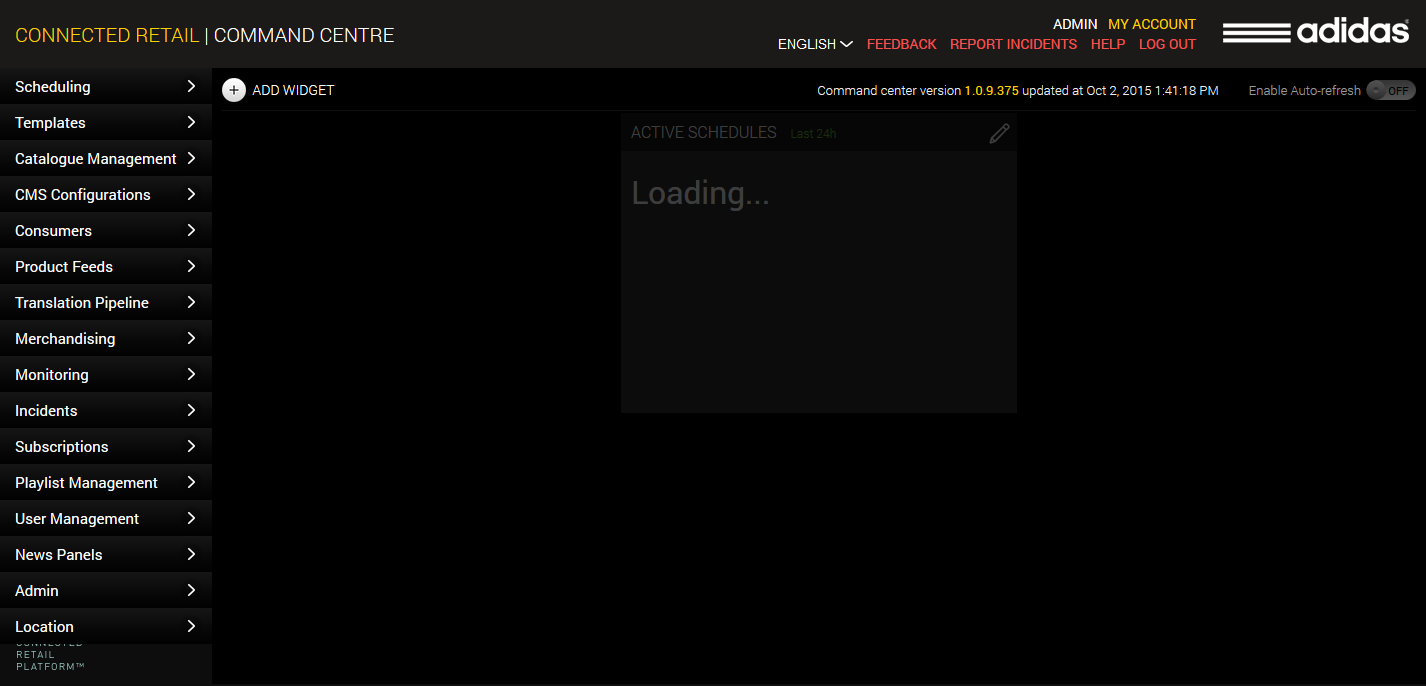 CONNECTED RETAIL | COMMAND CENTRE
ADMIN MY ACCOUNT
ENGLISH FEEDBACK REPORT INCIDENTS HELP LOG OUT
adidas
Scheduling
Templates
Catalogue Management
CMS Configurations
Consumers
Product Feeds
Translation Pipeline
Merchandising
Monitoring
Incidents
Subscriptions
Playlist Management
User Management
News Panels
Admin
Location
CONNECTED
RETAIL
PLATFORM™
ADD WIDGET
Command center version 1.0.9.375 updated at Oct 2, 2015 1:41:18 PM
Enable Auto-refresh OFF
ACTIVE SCHEDULES Last 24h
Loading...